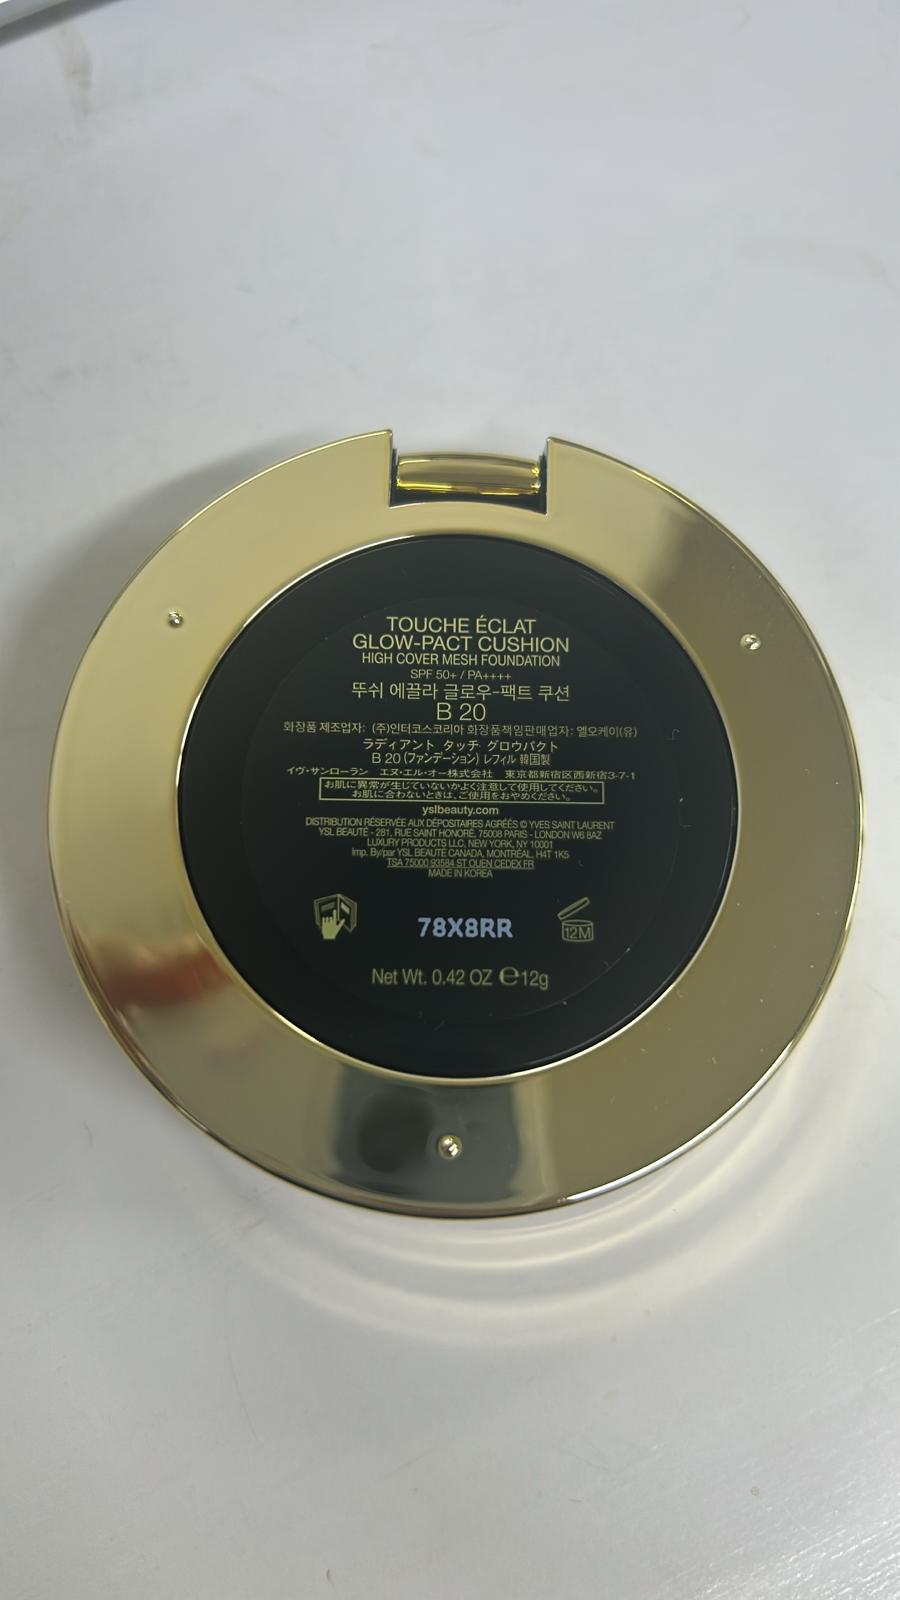 TOUCHE ÉCLAT
GLOW-PACT CUSHION
HIGH COVER MESH FOUNDATION
SPF 50+ / PA++++
뚜쉬 에끌라 글로우-팩트 쿠션
B 20
화장품 제조업자: (주)인터코스코리아 화장품책임판매업자: 엘오케이(유)
ラディアント タッチ グロウパクト
B 20 (ファンデーション) レフィル 韓国製
イヴ・サンローラン エヌ・エル・オー株式会社 東京都新宿区西新宿3-7-1
お肌に異常が生じていないかよく注意して使用してください。
お肌に合わないときは、ご使用をおやめください。
yslbeauty.com
DISTRIBUTION RÉSERVÉE AUX DÉPOSITAIRES AGRÉÉS © YVES SAINT LAURENT
YSL BEAUTÉ - 281, RUE SAINT HONORÉ, 75008 PARIS - LONDON W6 8AZ
LUXURY PRODUCTS LLC, NEW YORK, NY 10001
Imp. By/par YSL BEAUTÉ CANADA, MONTRÉAL, H4T 1K5
TSA 75000 93584 ST OUEN CEDEX FR
MADE IN KOREA
78X8RR
12M
Net Wt. 0.42 OZ ℮12g